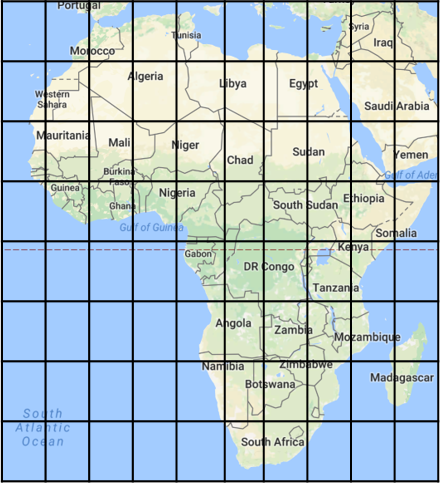 Portugal
Tunisia
Syria
Iraq
Morocco
Algeria
Libya
Egypt
Western
Sahara
Saudi Arabia
Mauritania
Mali
Niger
Chad
Sudan
Yemen
Burkina
Faso
Gulf of Aden
Guinea
Ghana
Nigeria
South Sudan
Ethiopia
Gulf of Guinea
Somalia
Kenya
Gabon
DR Congo
Tanzania
Angola
Zambia
Mozambique
Namibia
Zimbabwe
Botswana
Madagascar
South
Atlantic
Ocean
South Africa